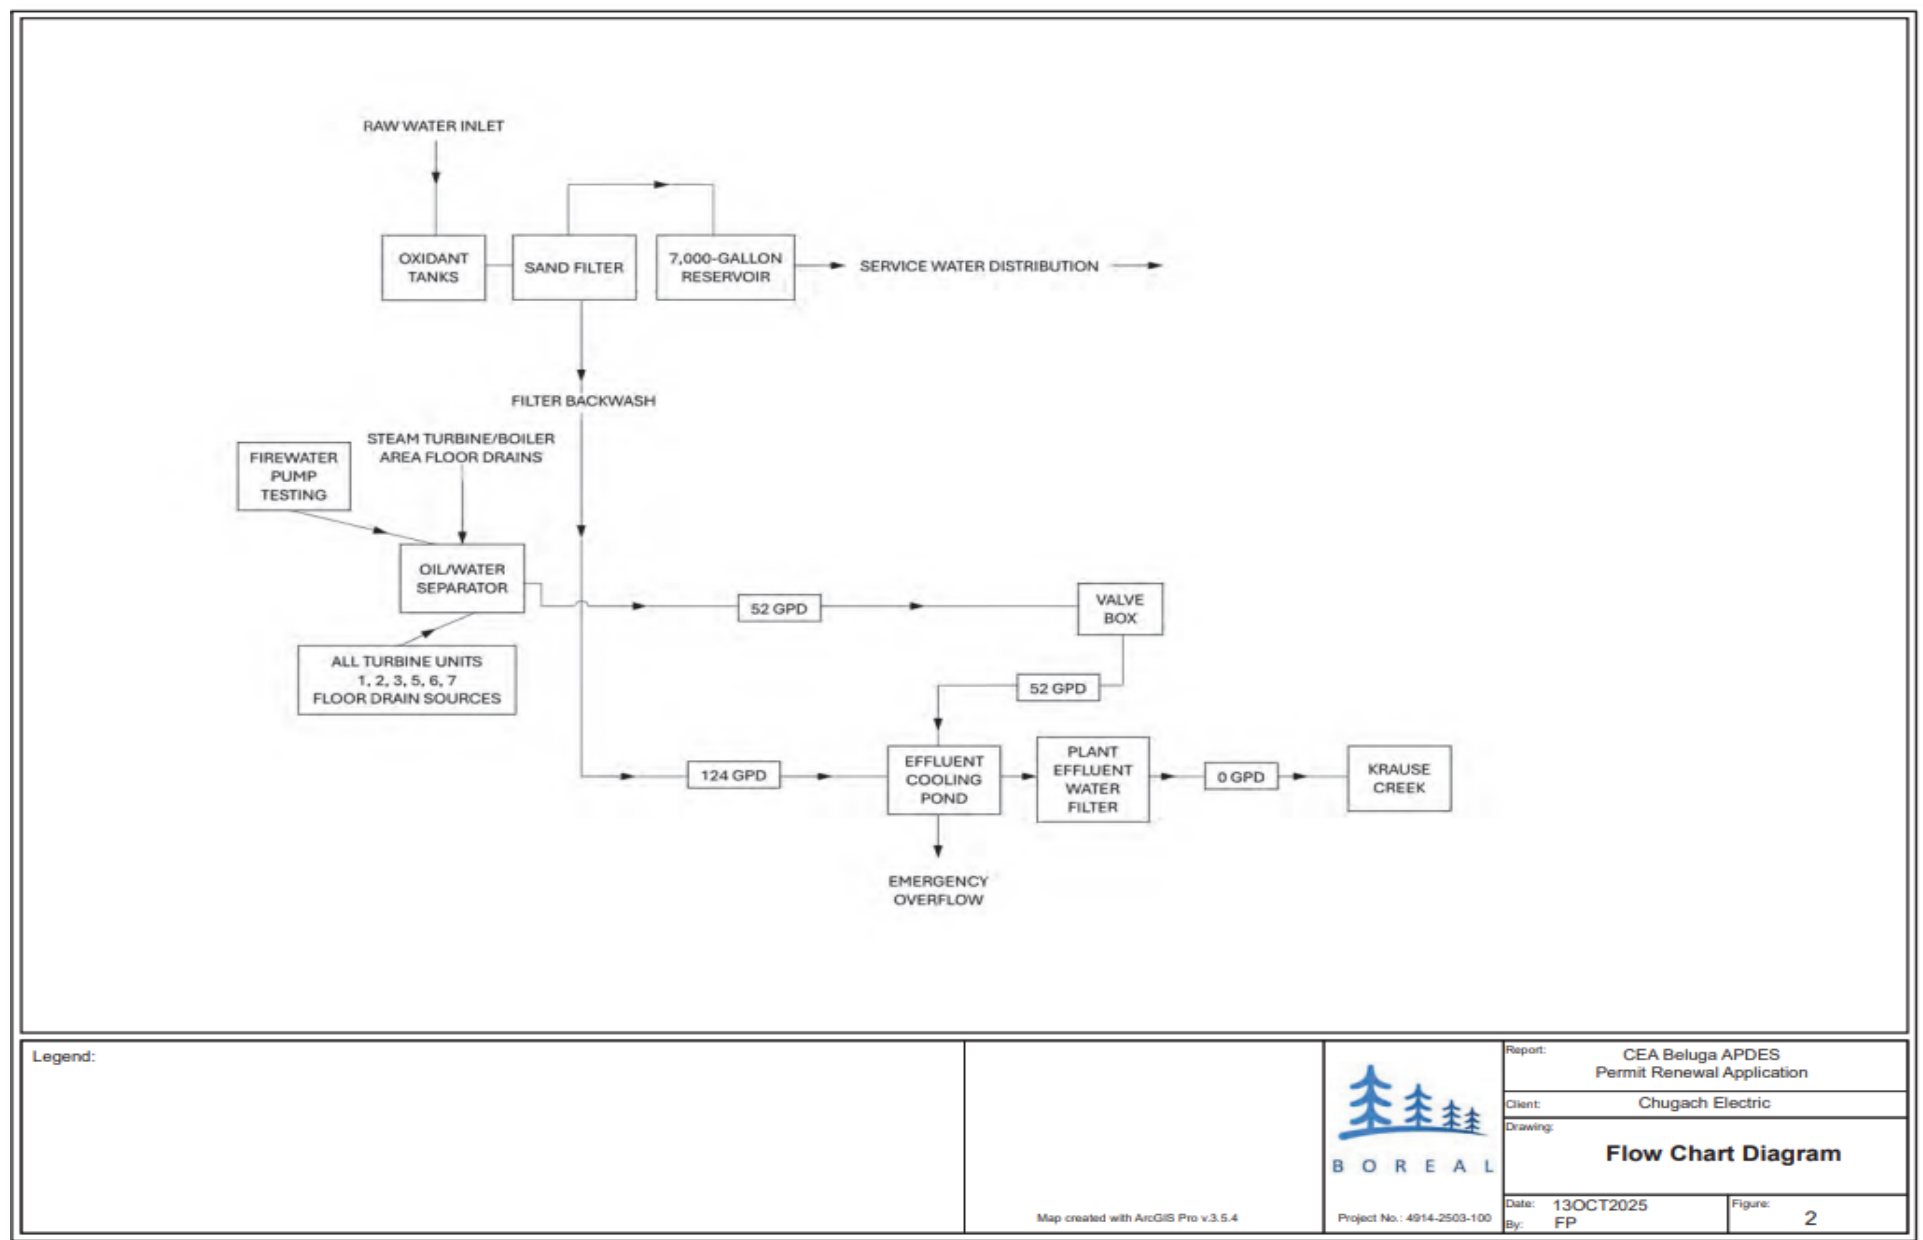 RAW WATER INLET
OXIDANT
TANKS
SAND FILTER
7,000-GALLON
RESERVOIR
SERVICE WATER DISTRIBUTION
FILTER BACKWASH
STEAM TURBINE/BOILER
AREA FLOOR DRAINS
FIREWATER
PUMP
TESTING
OIL/WATER
SEPARATOR
52 GPD
VALVE
BOX
ALL TURBINE UNITS
1, 2, 3, 5, 6, 7
FLOOR DRAIN SOURCES
52 GPD
124 GPD
EFFLUENT
COOLING
POND
PLANT
EFFLUENT
WATER
FILTER
0 GPD
KRAUSE
CREEK
EMERGENCY
OVERFLOW
Legend:
Map created with ArcGIS Pro v.3.5.4
BOREAL
Project No.: 4914-2503-100
Report:
CEA Beluga APDES
Permit Renewal Application
Client:
Chugach Electric
Drawing:
Flow Chart Diagram
Date: 13OCT2025
By: FP
Figure:
2